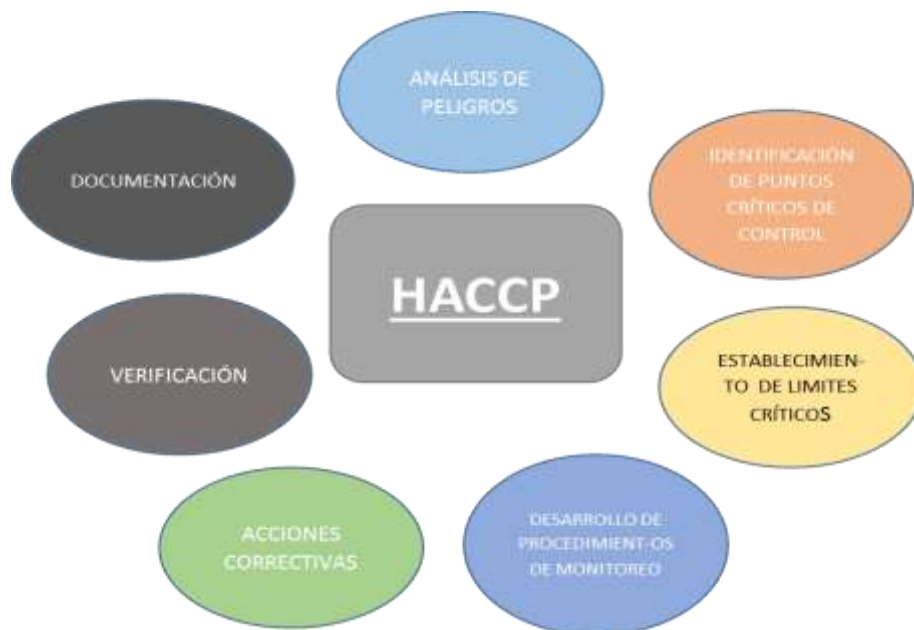 ANÁLISIS DE
PELIGROS
IDENTIFICACIÓN
DE PUNTOS
CRÍTICOS DE
CONTROL
ESTABLECIMIEN-
TO DE LIMITES
CRÍTICOS
DESARROLLO DE
PROCEDIMIENT-OS
DE MONITOREO
ACCIONES
CORRECTIVAS
VERIFICACIÓN
DOCUMENTACIÓN
HACCP